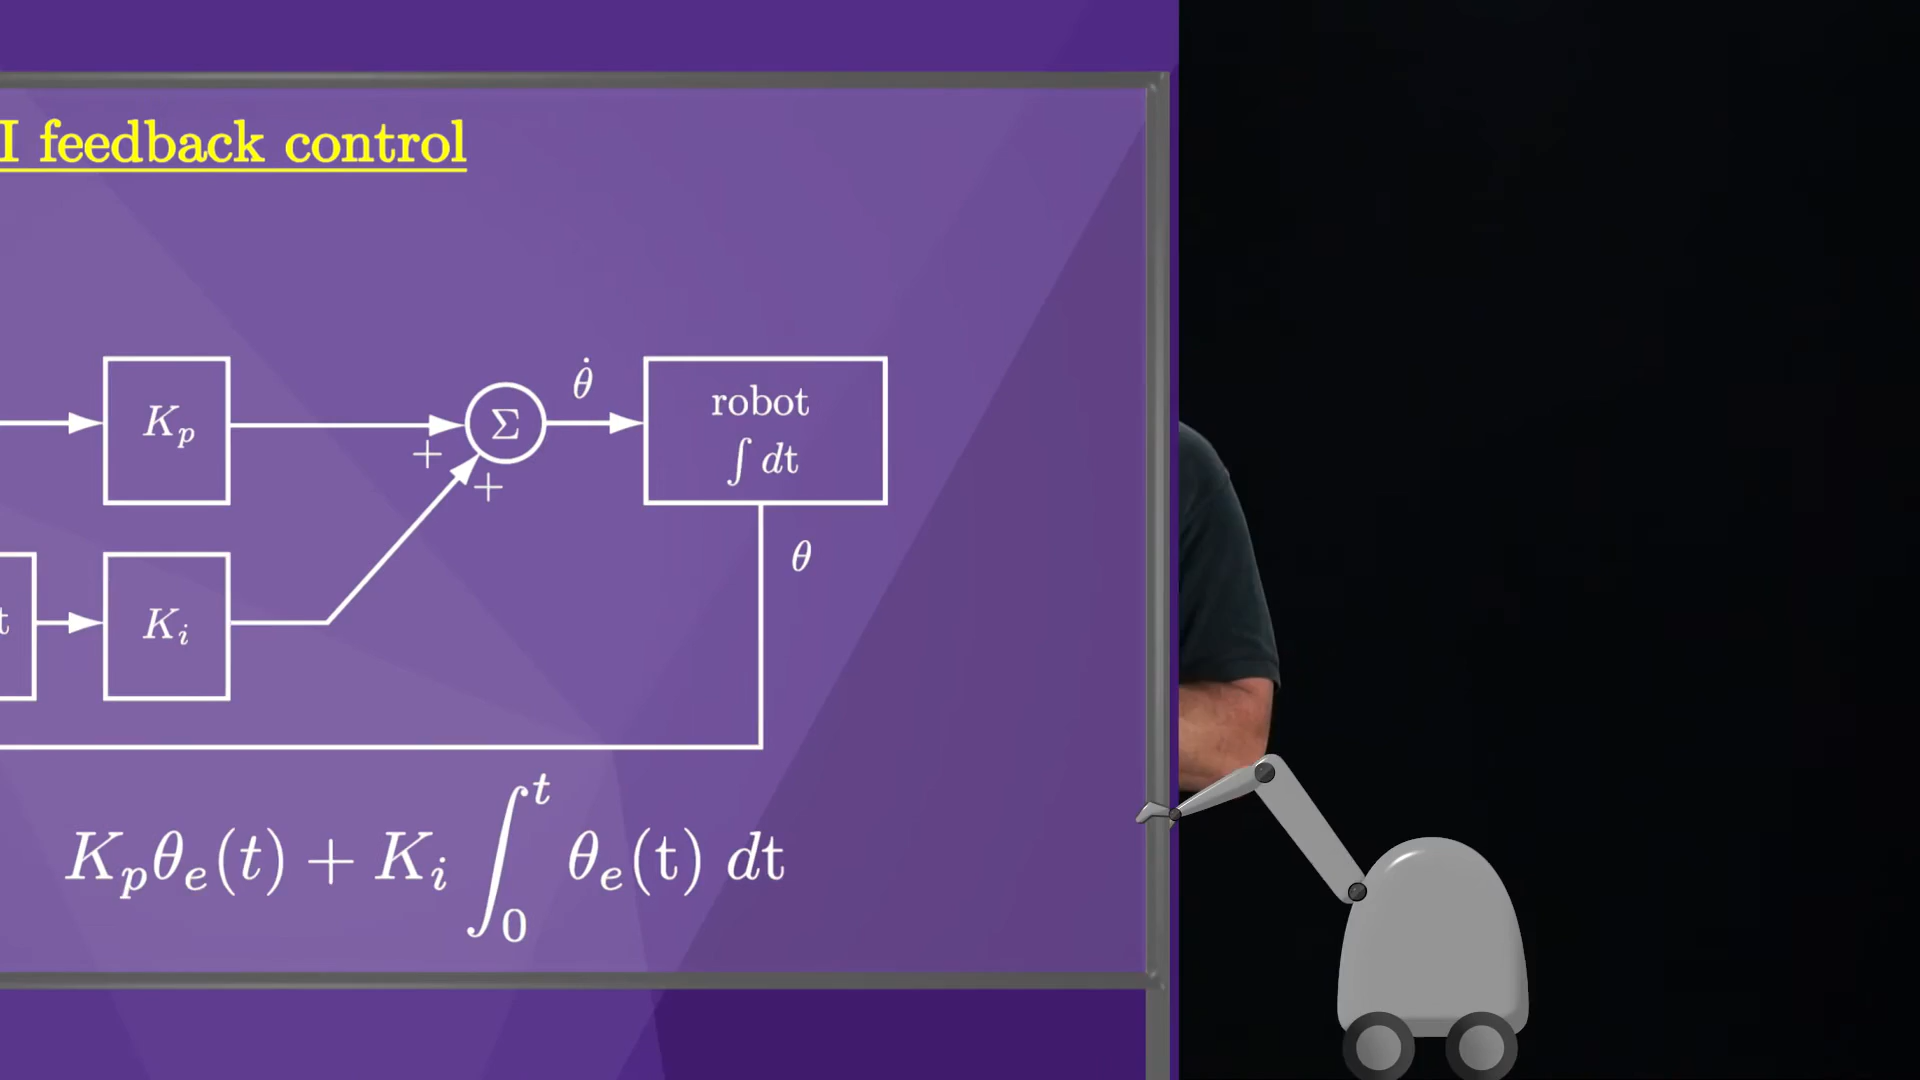 I feedback control
θ̇
K_p
Σ
robot
∫ dt
+
+
θ
t
K_i
K_pθ_e(t) + K_i ∫_0^t θ_e(t) dt